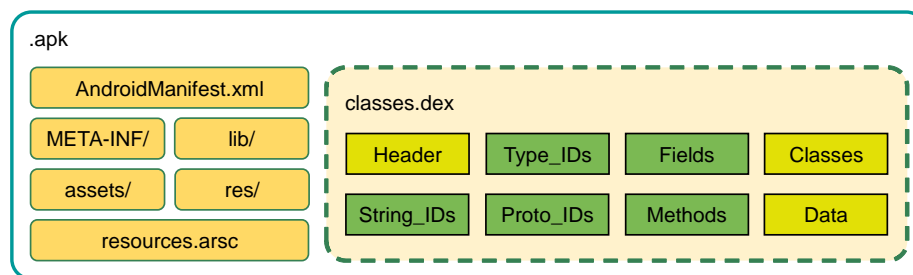 .apk
AndroidManifest.xml
META-INF/
lib/
assets/
res/
resources.arsc
classes.dex
Header
Type_IDs
Fields
Classes
String_IDs
Proto_IDs
Methods
Data